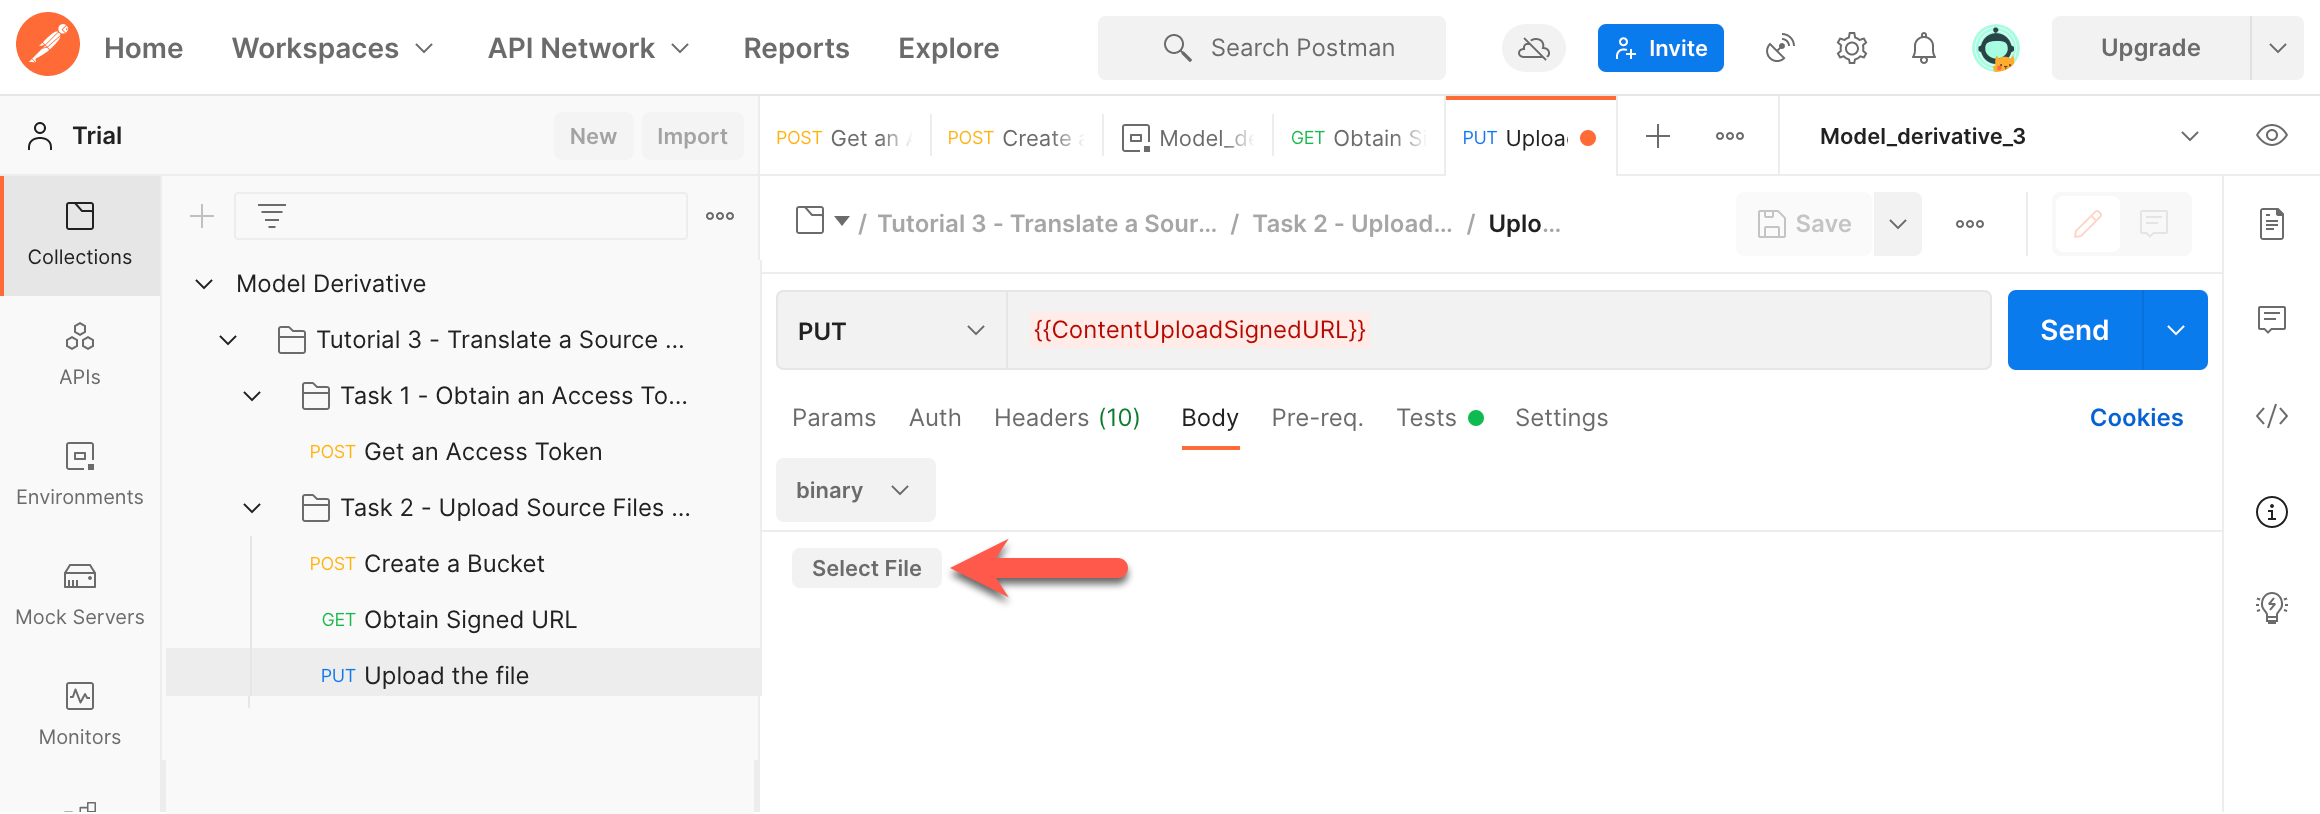 Home Workspaces API Network Reports Explore Search Postman Invite Upgrade
Trial New Import
POST Get an POST Create Model_de GET Obtain Si PUT Uploa Model_derivative_3
Collections
APIs
Environments
Mock Servers
Monitors
Model Derivative
Tutorial 3 - Translate a Source ...
Task 1 - Obtain an Access To...
POST Get an Access Token
Task 2 - Upload Source Files ...
POST Create a Bucket
GET Obtain Signed URL
PUT Upload the file
/ Tutorial 3 - Translate a Sour... / Task 2 - Upload... / Uplo... Save
PUT {{ContentUploadSignedURL}} Send
Params Auth Headers (10) Body Pre-req. Tests Settings Cookies
binary
Select File